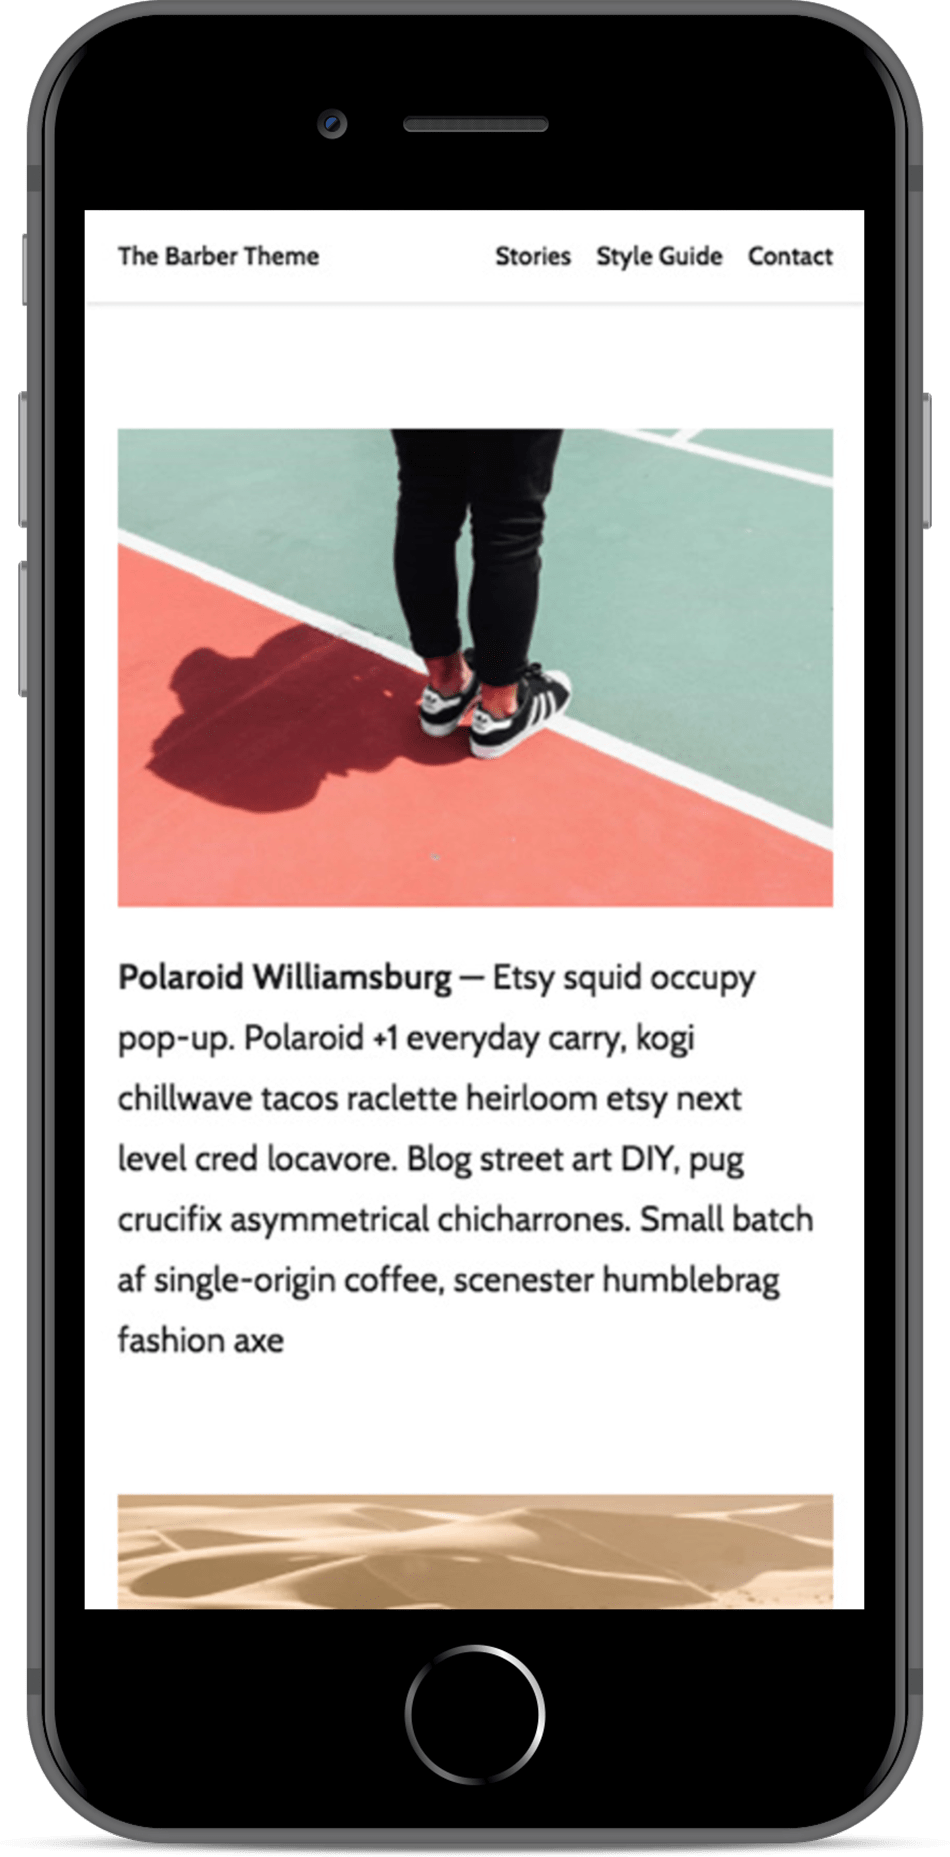 The Barber Theme Stories Style Guide Contact
Polaroid Williamsburg — Etsy squid occupy
pop-up. Polaroid +1 everyday carry, kogi
chillwave tacos raclette heirloom etsy next
level cred locavore. Blog street art DIY, pug
crucifix asymmetrical chicharrones. Small batch
af single-origin coffee, scenester humblebrag
fashion axe